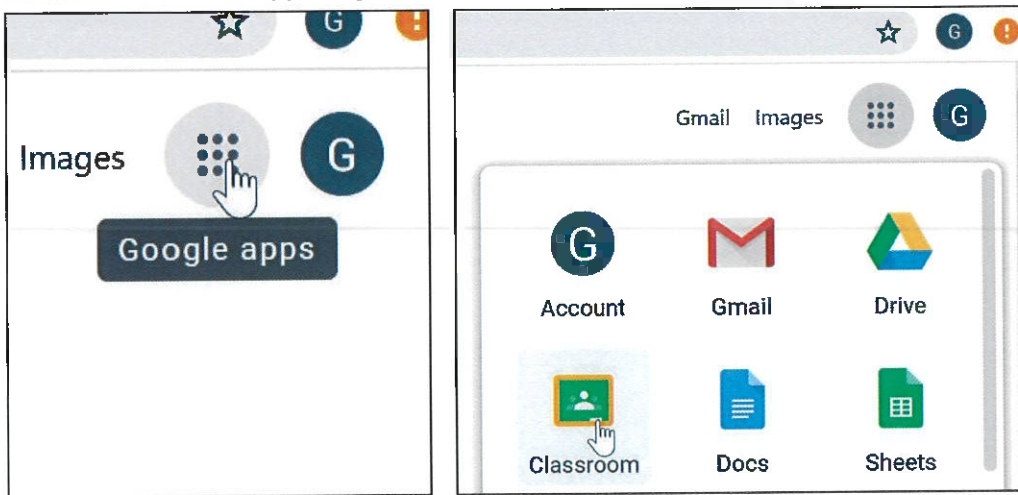 G
Images
G
Google apps
G
Gmail Images
G
G
Account Gmail Drive
Classroom Docs Sheets